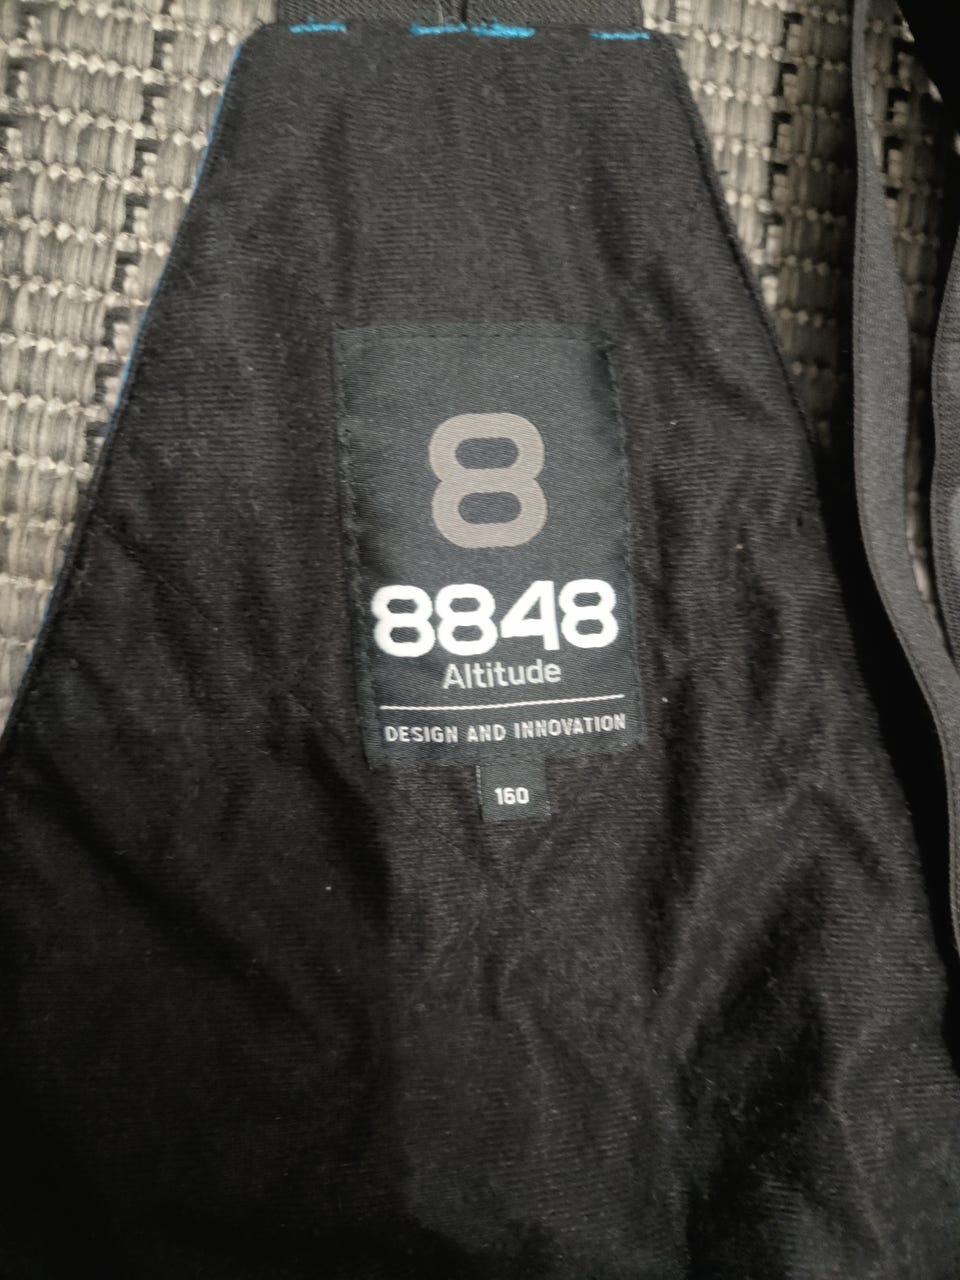 8
8848
Altitude
DESIGN AND INNOVATION
160